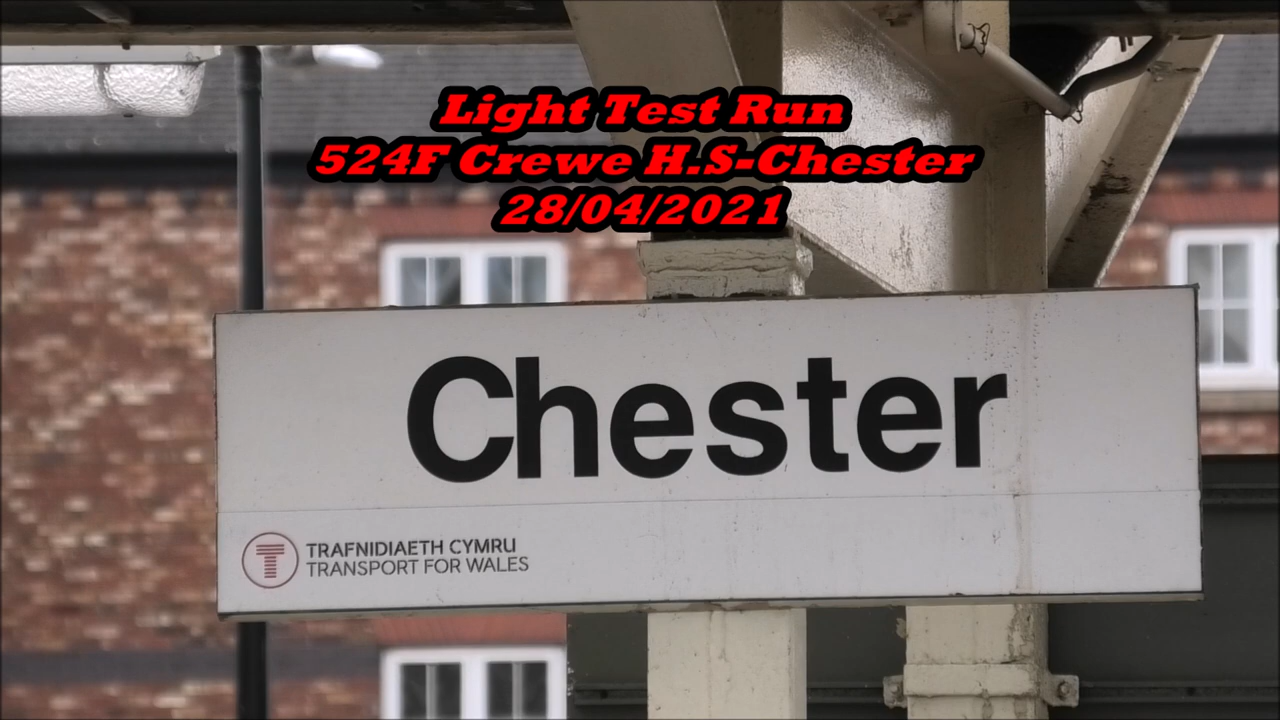 Light Test Run
524F Crewe H.S-Chester
28/04/2021
Chester
T
TRAFNIDIAETH CYMRU
TRANSPORT FOR WALES